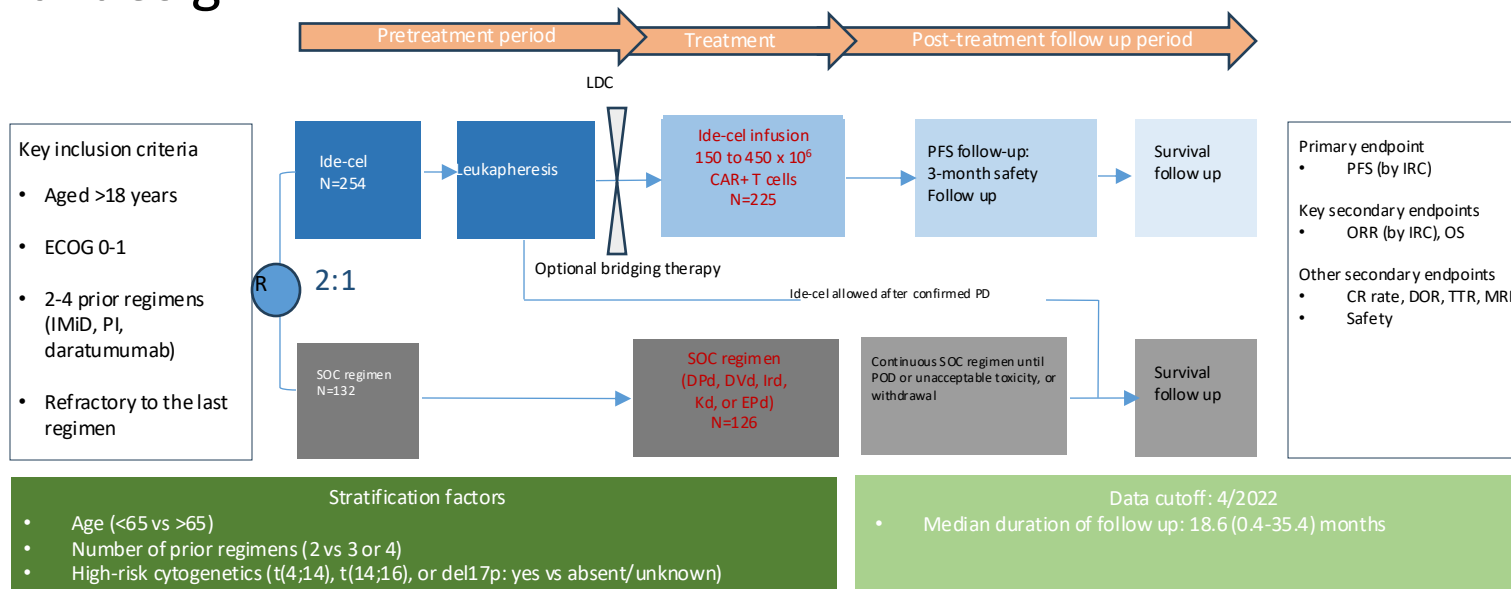 Pretreatment period
Treatment
Post-treatment follow up period
LDC
Key inclusion criteria
• Aged >18 years
• ECOG 0-1
• 2-4 prior regimens
(IMiD, PI,
daratumumab)
• Refractory to the last
regimen
R
2:1
Ide-cel
N=254
Leukapheresis
Ide-cel infusion
150 to 450 x 10⁶
CAR+ T cells
N=225
PFS follow-up:
3-month safety
Follow up
Survival
follow up
Optional bridging therapy
Ide-cel allowed after confirmed PD
SOC regimen
N=132
SOC regimen
(DPd, DVd, Ird,
Kd, or EPd)
N=126
Continuous SOC regimen until
POD or unacceptable toxicity, or
withdrawal
Survival
follow up
Primary endpoint
• PFS (by IRC)
Key secondary endpoints
• ORR (by IRC), OS
Other secondary endpoints
• CR rate, DOR, TTR,
• Safety
Stratification factors
• Age (<65 vs >65)
• Number of prior regimens (2 vs 3 or 4)
• High-risk cytogenetics (t(4;14), t(14;16), or del17p: yes vs absent/unknown)
Data cutoff: 4/2022
• Median duration of follow up: 18.6 (0.4-35.4) months